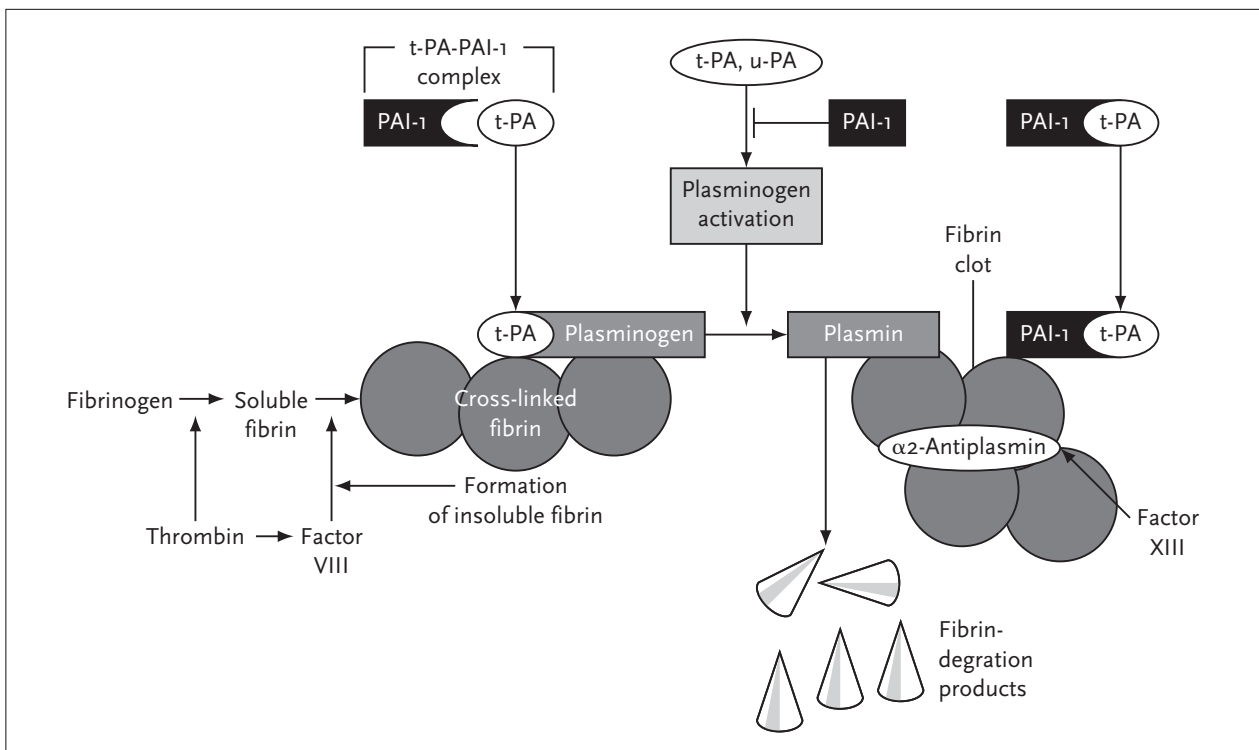 t-PA-PAI-1
complex
PAI-1
t-PA
t-PA, u-PA
PAI-1
PAI-1
t-PA
Plasminogen
activation
Fibrin
clot
t-PA
Plasminogen
Plasmin
PAI-1
t-PA
Fibrinogen
Soluble
fibrin
Cross-linked
fibrin
α2-Antiplasmin
Formation
of insoluble fibrin
Thrombin
Factor
VIII
Factor
XIII
Fibrin-
degration
products